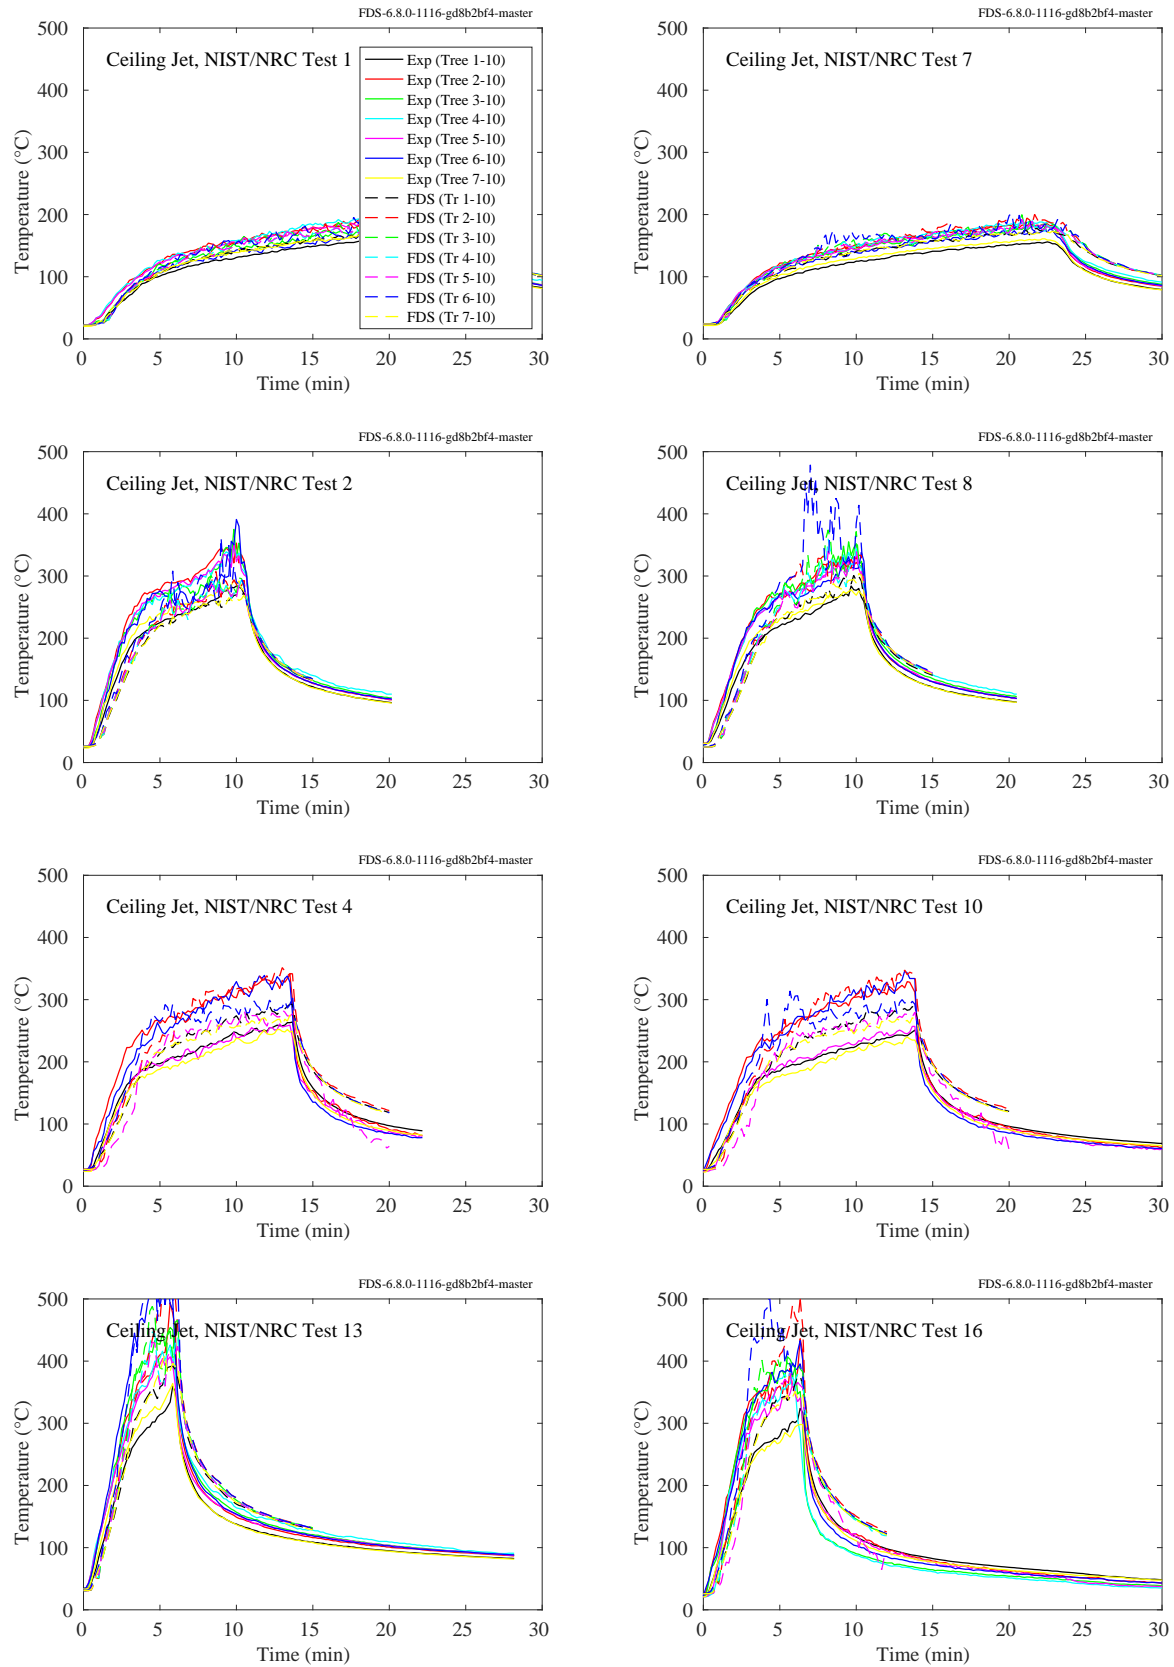 FDS-6.8.0-1116-gd8b2bf4-master
Ceiling Jet, NIST/NRC Test 1
Exp (Tree 1-10)
Exp (Tree 2-10)
Exp (Tree 3-10)
Exp (Tree 4-10)
Exp (Tree 5-10)
Exp (Tree 6-10)
Exp (Tree 7-10)
FDS (Tr 1-10)
FDS (Tr 2-10)
FDS (Tr 3-10)
FDS (Tr 4-10)
FDS (Tr 5-10)
FDS (Tr 6-10)
FDS (Tr 7-10)
500
400
300
200
100
0
Temperature (°C)
0 5 10 15 20 25 30
Time (min)
FDS-6.8.0-1116-gd8b2bf4-master
Ceiling Jet, NIST/NRC Test 7
500
400
300
200
100
0
Temperature (°C)
0 5 10 15 20 25 30
Time (min)
FDS-6.8.0-1116-gd8b2bf4-master
Ceiling Jet, NIST/NRC Test 2
500
400
300
200
100
0
Temperature (°C)
0 5 10 15 20 25 30
Time (min)
FDS-6.8.0-1116-gd8b2bf4-master
Ceiling Jet, NIST/NRC Test 8
500
400
300
200
100
0
Temperature (°C)
0 5 10 15 20 25 30
Time (min)
FDS-6.8.0-1116-gd8b2bf4-master
Ceiling Jet, NIST/NRC Test 4
500
400
300
200
100
0
Temperature (°C)
0 5 10 15 20 25 30
Time (min)
FDS-6.8.0-1116-gd8b2bf4-master
Ceiling Jet, NIST/NRC Test 10
500
400
300
200
100
0
Temperature (°C)
0 5 10 15 20 25 30
Time (min)
FDS-6.8.0-1116-gd8b2bf4-master
Ceiling Jet, NIST/NRC Test 13
500
400
300
200
100
0
Temperature (°C)
0 5 10 15 20 25 30
Time (min)
FDS-6.8.0-1116-gd8b2bf4-master
Ceiling Jet, NIST/NRC Test 16
500
400
300
200
100
0
Temperature (°C)
0 5 10 15 20 25 30
Time (min)